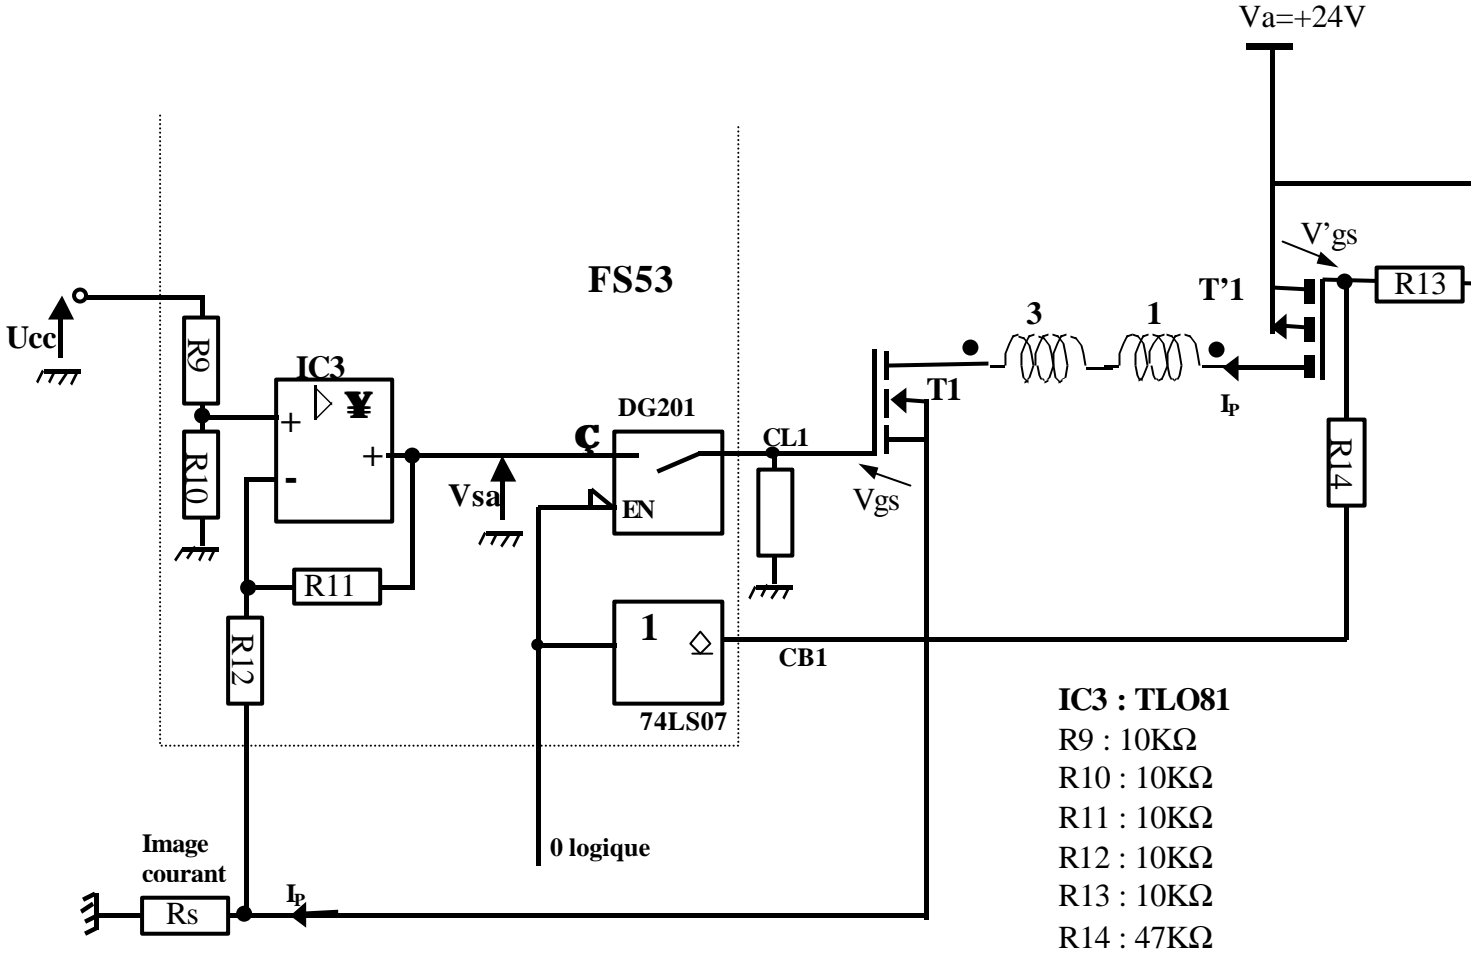 Va=+24V
V'gs
FS53
T'1
R13
Ucc
R9
3
1
IC3
T1
IP
DG201
+
¥
Ç
CL1
R10
+
-
Vsa
Vgs
R14
EN
R11
1
R12
CB1
74LS07
IC3 : TLO81
R9 : 10KΩ
R10 : 10KΩ
R11 : 10KΩ
R12 : 10KΩ
R13 : 10KΩ
R14 : 47KΩ
0 logique
Image
courant
IP
Rs